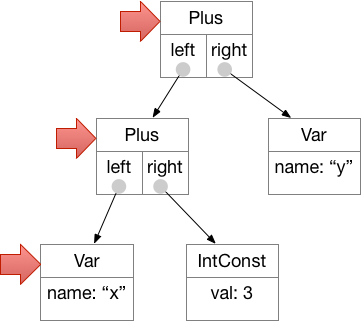 Plus
left right
Plus
Var
left right
name: “y”
Var
IntConst
name: “x”
val: 3